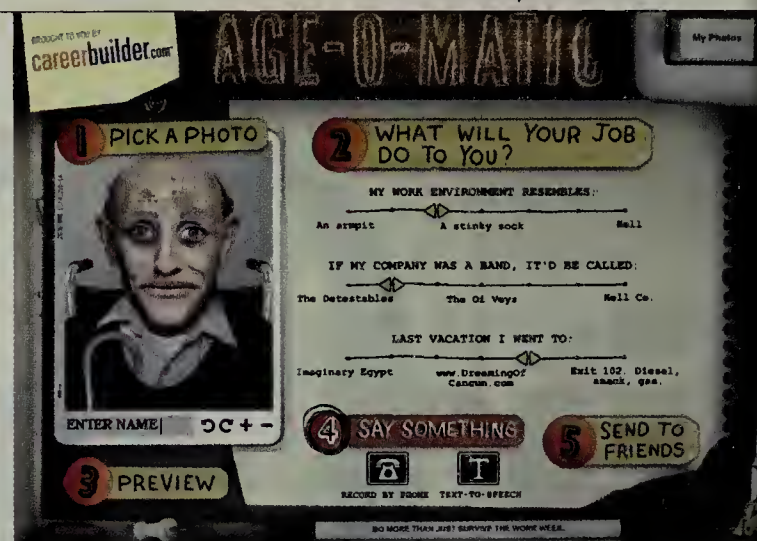 BROUGHT TO YOU BY
careerbuilder.com
AGE-O-MATIC
My Photos
1 PICK A PHOTO
2 WHAT WILL YOUR JOB
DO TO YOU?
MY WORK ENVIRONMENT RESEMBLES:
An armpit A stinky sock Hell
IF MY COMPANY WAS A BAND, IT'D BE CALLED:
The Detestables The Oi Veys Hell Co.
LAST VACATION I WENT TO:
Imaginary Egypt www.DreamingOf Exit 102. Diesel,
Cancun.com snack, gas.
ENTER NAME
4 SAY SOMETHING
5 SEND TO
FRIENDS
T
RECORD BY PHONE TEXT-TO-SPEECH
3 PREVIEW
DO MORE THAN JUST SURVIVE THE WORK WEEK.